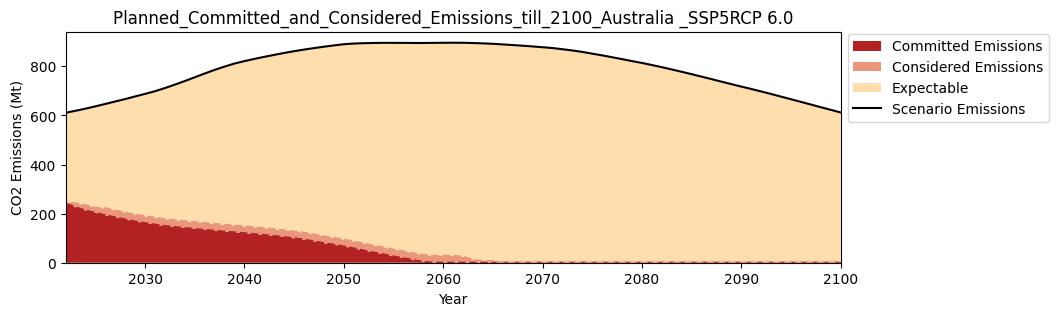 Planned_Committed_and_Considered_Emissions_till_2100_Australia _SSP5RCP 6.0
Committed Emissions
Considered Emissions
Expectable
Scenario Emissions
CO2 Emissions (Mt)
800
600
400
200
0
2030 2040 2050 2060 2070 2080 2090 2100
Year